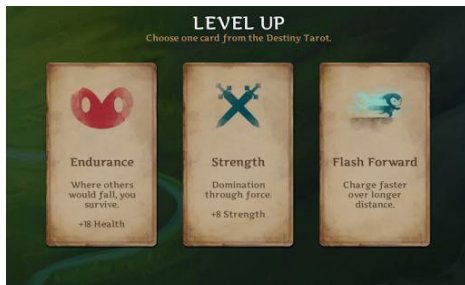 LEVEL UP
Choose one card from the Destiny Tarot.
Endurance
Where others
would fall, you
survive.
+18 Health
Strength
Domination
through force.
+8 Strength
Flash Forward
Charge faster
over longer
distance.